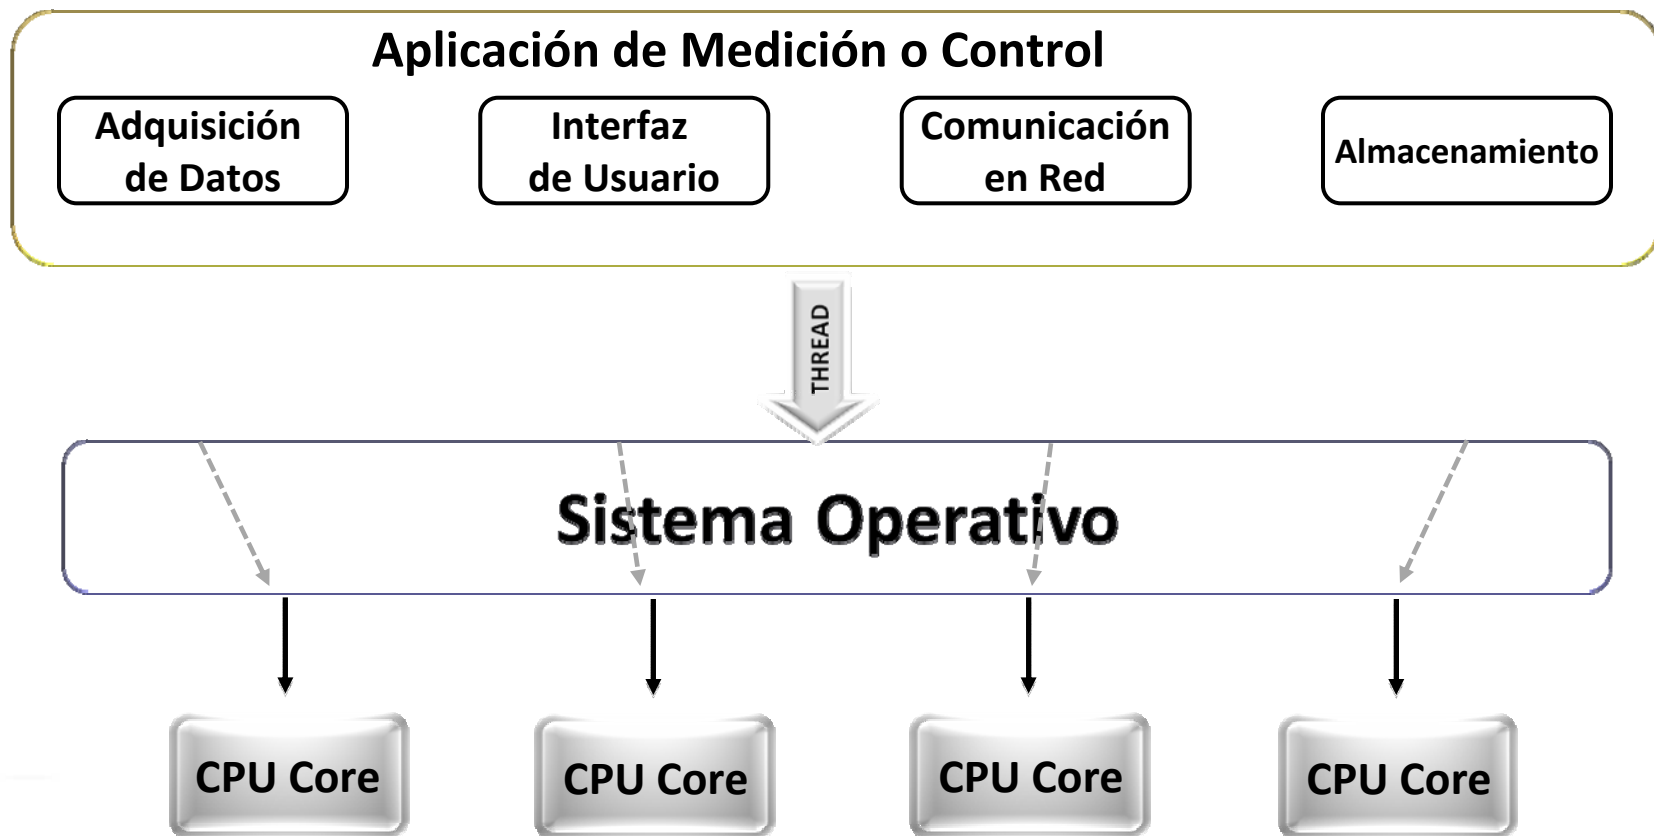 Aplicación de Medición o Control
Adquisición
de Datos
Interfaz
de Usuario
Comunicación
en Red
Almacenamiento
THREAD
Sistema Operativo
CPU Core
CPU Core
CPU Core
CPU Core